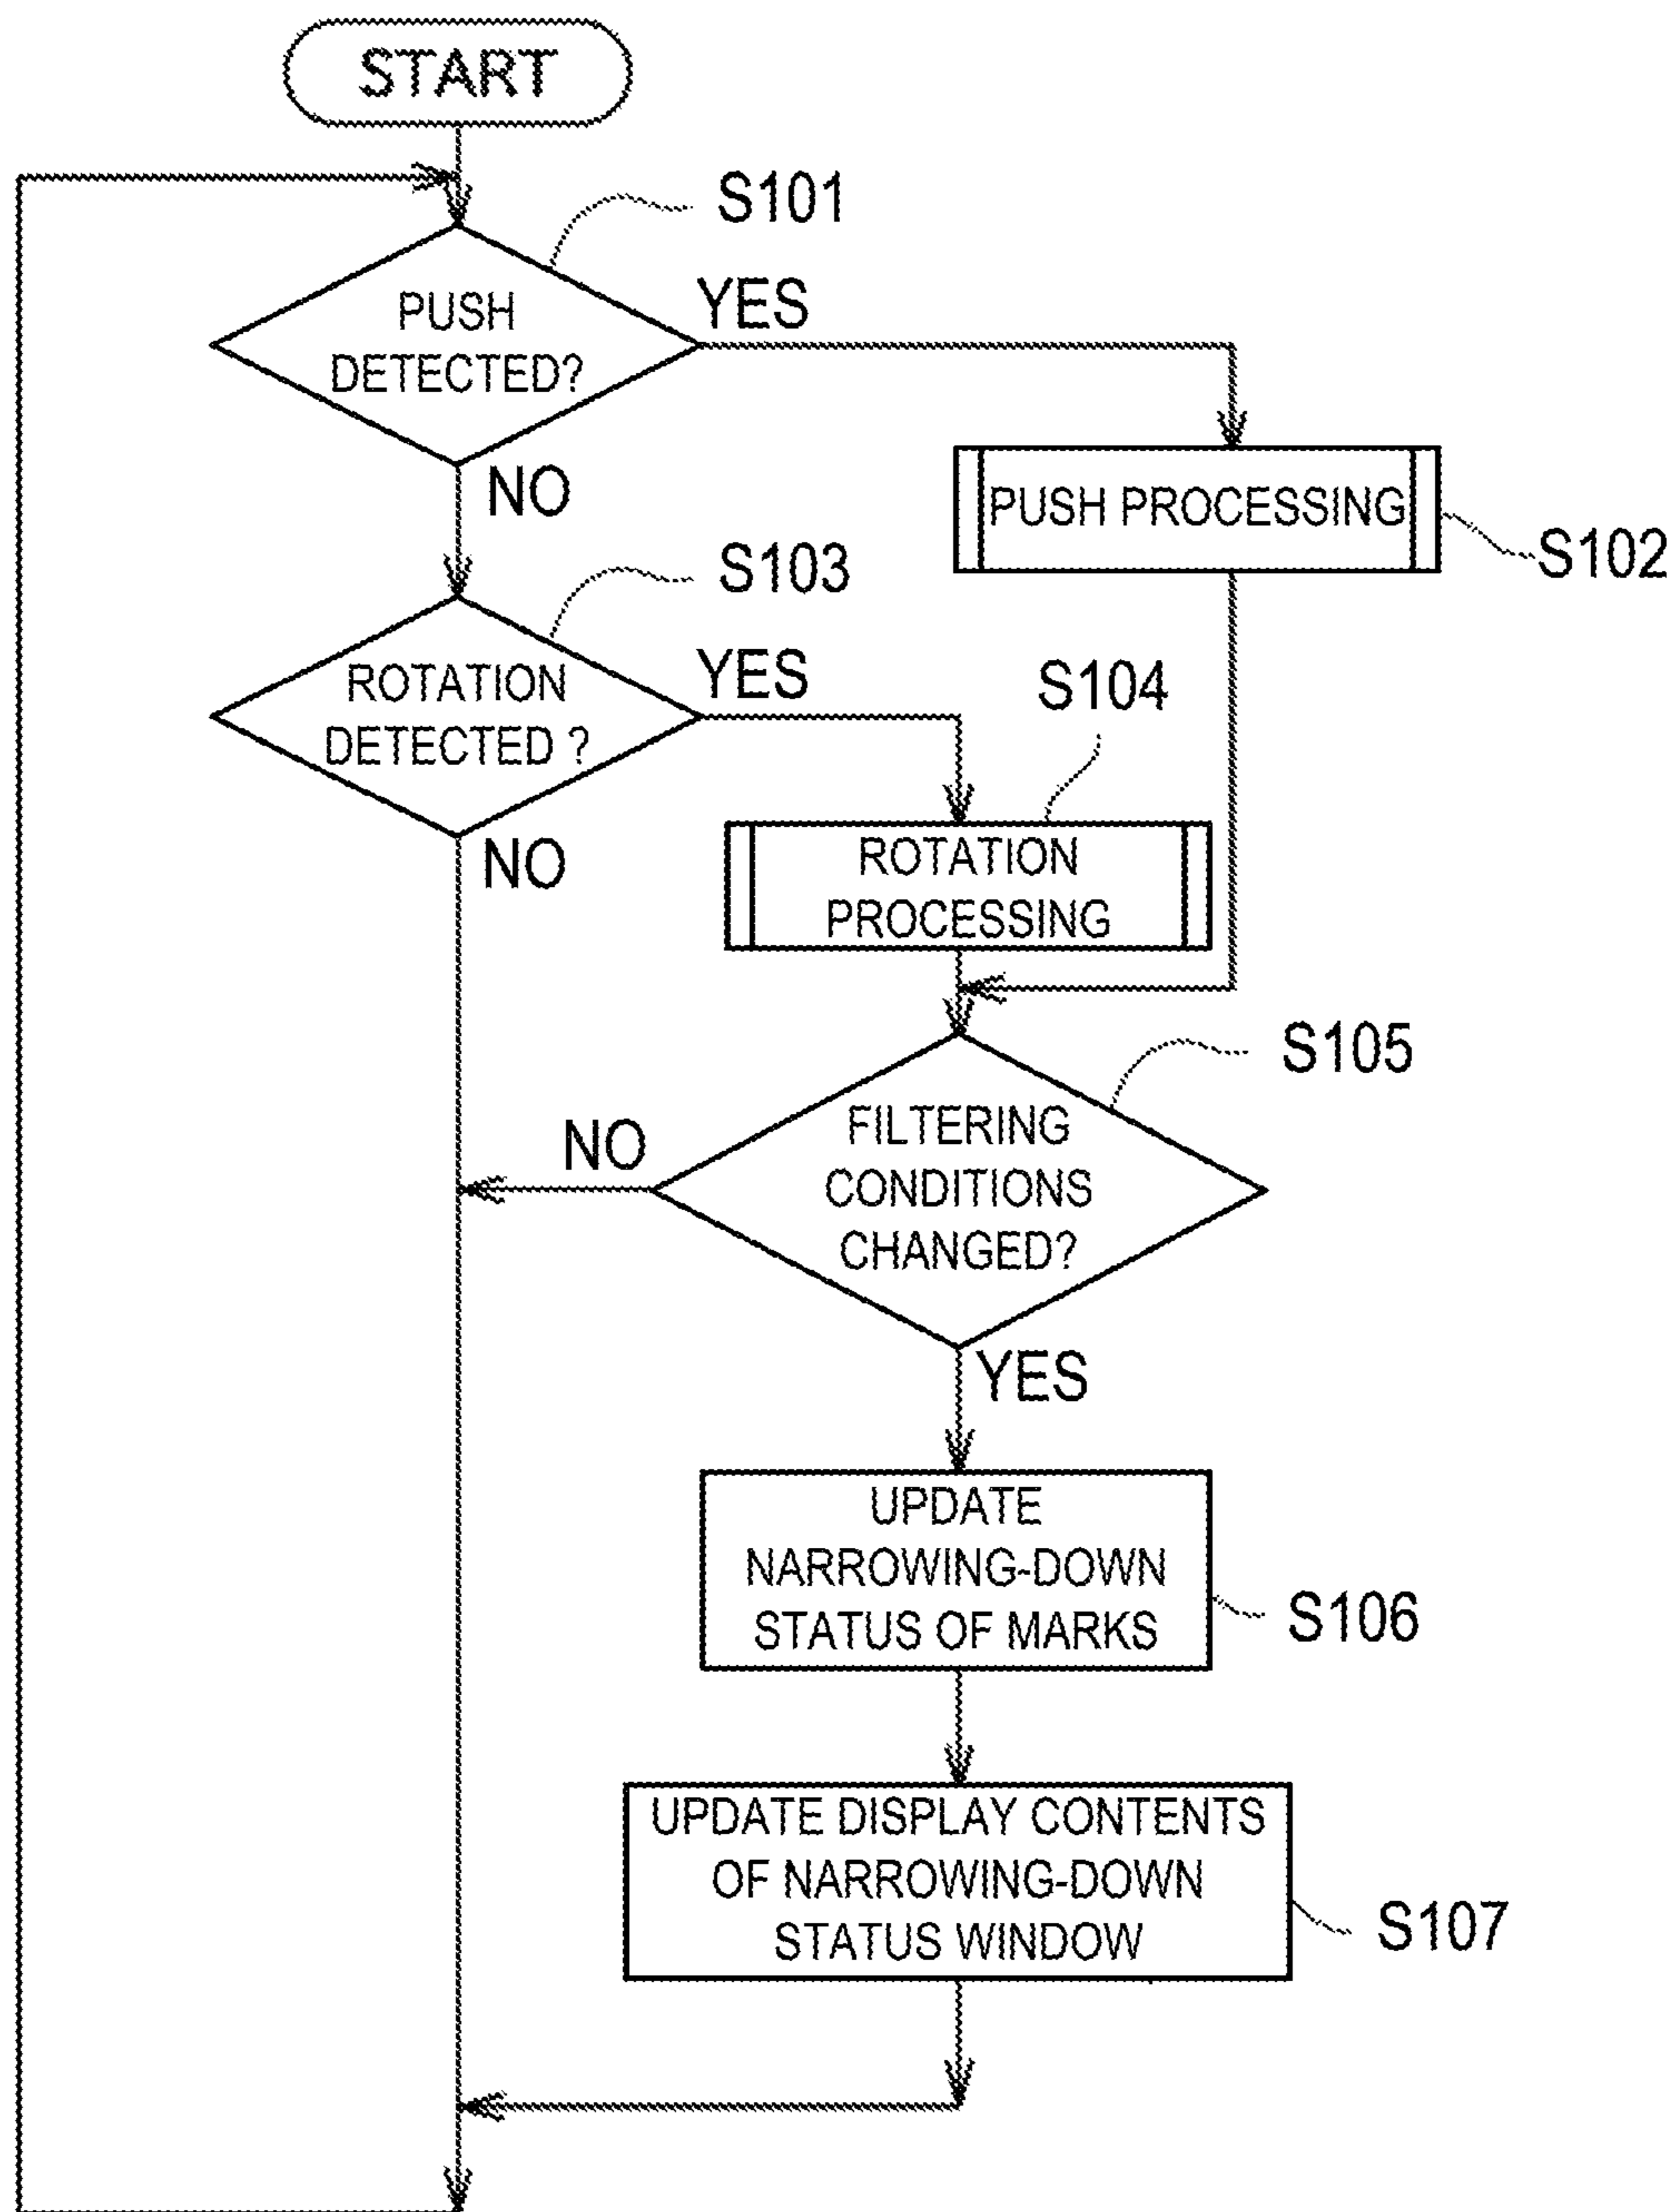 START
S101
PUSH
DETECTED?
YES
NO
PUSH PROCESSING
S102
S103
ROTATION
DETECTED ?
YES
NO
S104
ROTATION
PROCESSING
S105
FILTERING
CONDITIONS
CHANGED?
NO
YES
UPDATE
NARROWING-DOWN
STATUS OF MARKS
S106
UPDATE DISPLAY CONTENTS
OF NARROWING-DOWN
STATUS WINDOW
S107